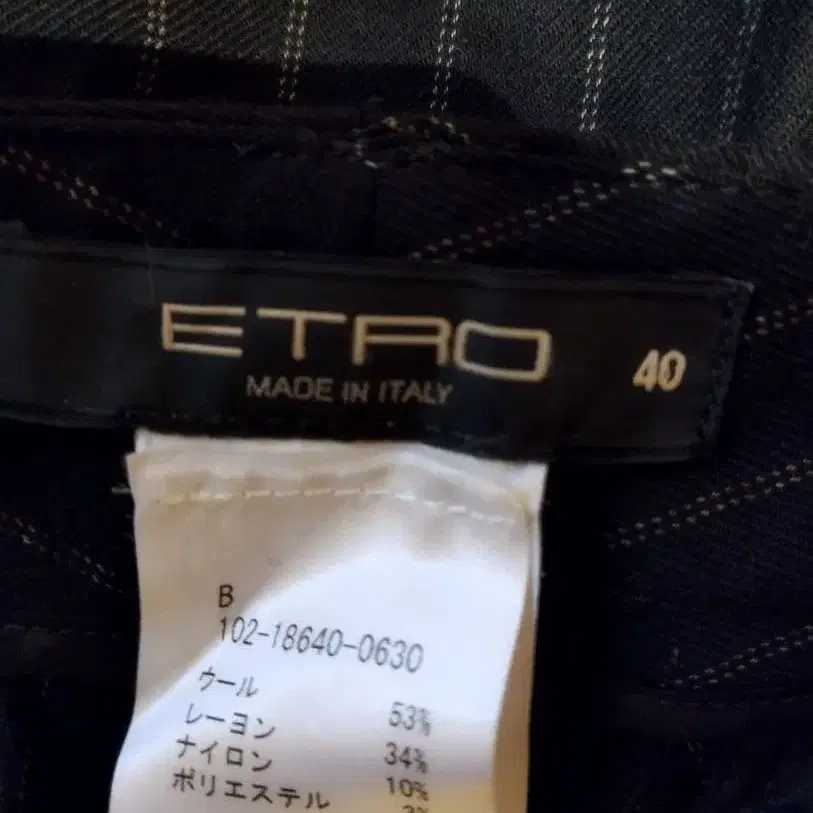 ETRO 40
MADE IN ITALY
B
102-18640-0630
ウール 53%
レーヨン 34%
ナイロン 10%
ポリエステル